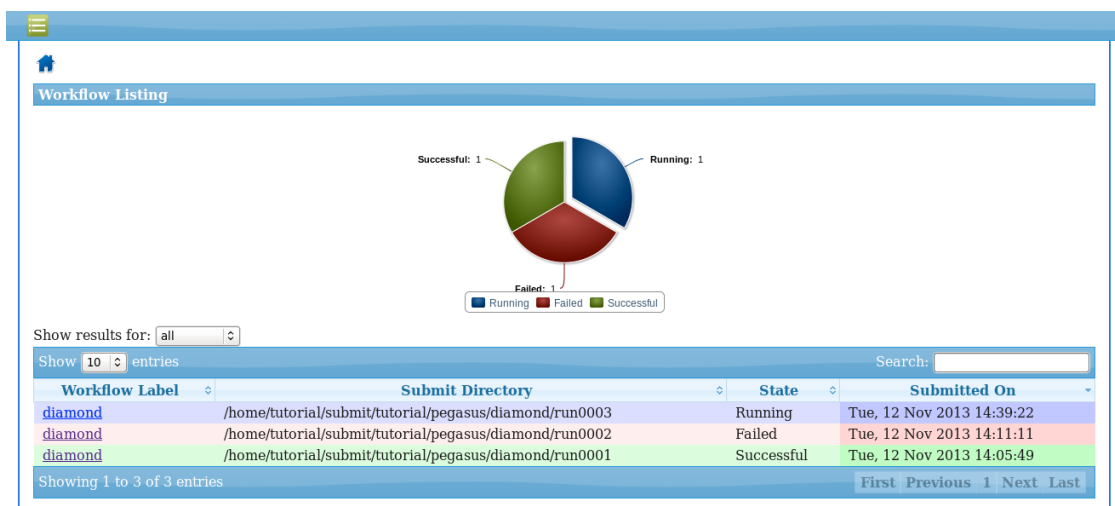 Workflow Listing
Successful: 1
Running: 1
Failed: 1
Running Failed Successful
Show results for: all
Show 10 entries Search:
Workflow Label Submit Directory State Submitted On
diamond /home/tutorial/submit/tutorial/pegasus/diamond/run0003 Running Tue, 12 Nov 2013 14:39:22
diamond /home/tutorial/submit/tutorial/pegasus/diamond/run0002 Failed Tue, 12 Nov 2013 14:11:11
diamond /home/tutorial/submit/tutorial/pegasus/diamond/run0001 Successful Tue, 12 Nov 2013 14:05:49
Showing 1 to 3 of 3 entries First Previous 1 Next Last